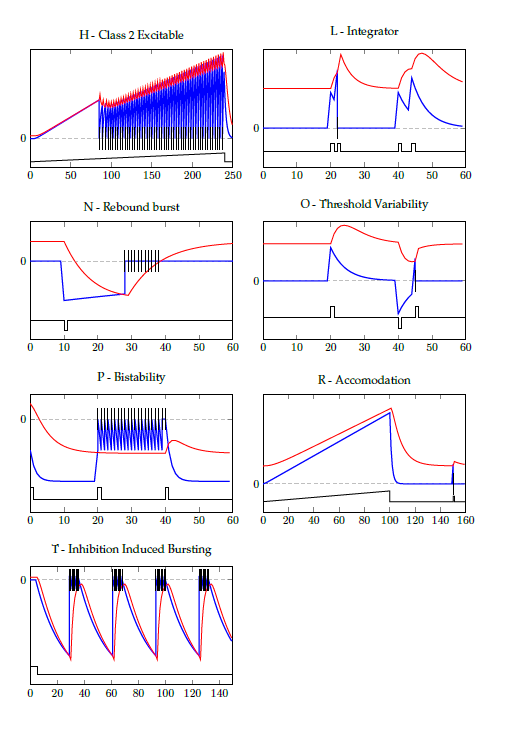 H - Class 2 Excitable
0
0 50 100 150 200 250
L - Integrator
0
0 10 20 30 40 50 60
N - Rebound burst
0
0 10 20 30 40 50 60
O - Threshold Variability
0
0 10 20 30 40 50 60
P - Bistability
0
0 10 20 30 40 50 60
R - Accomodation
0
0 20 40 60 80 100 120 140 160
T - Inhibition Induced Bursting
0
0 20 40 60 80 100 120 140